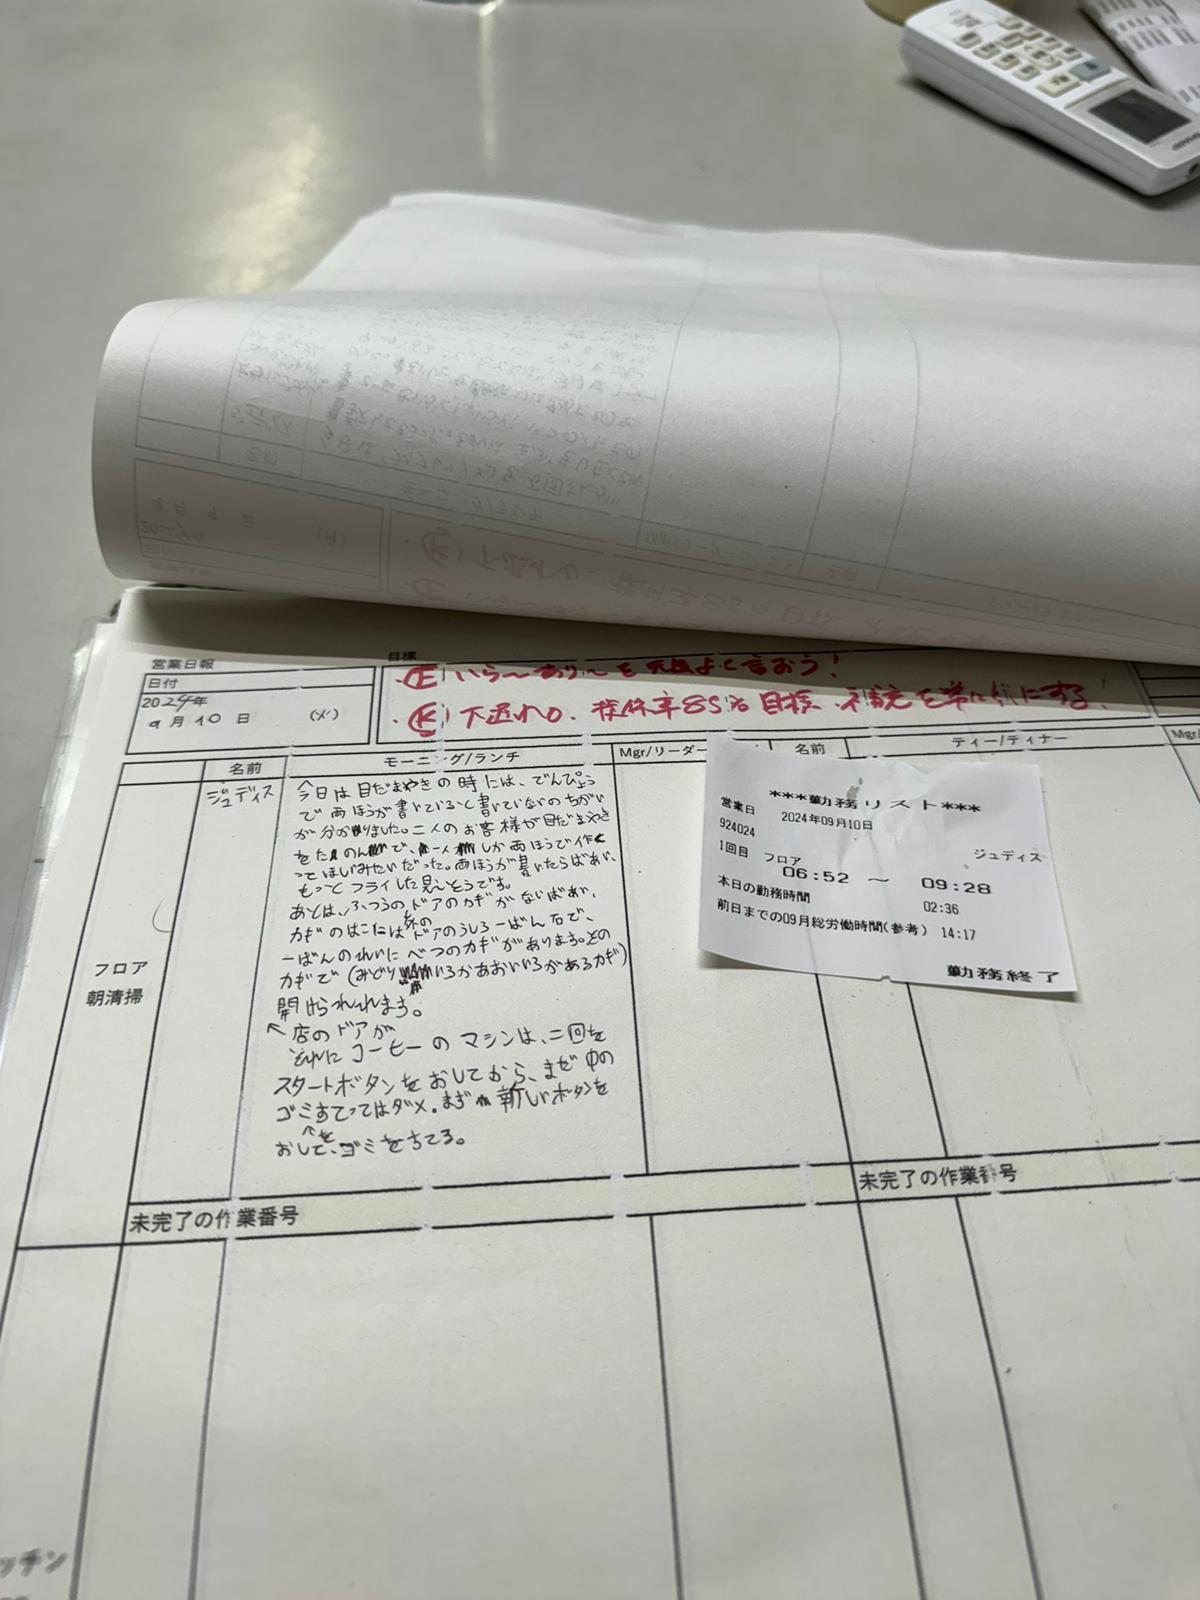 営業日報
日付
2024年
9月10日 (火)
目標
・Ⓕ いら〜あり〜を元気よく言おう!
・Ⓚ 下遅れ0. 提供率85%目標 補充を常に にする!
モーニング/ランチ
Mgr/リーダー
名前
ティー/ディナー
Mgr/
名前
ジュディス
フロア
朝清掃
今日は目だまやきの時には、でんぴょう
で両ほうが書いていると書いていないのちがい
が分かりました。二人のお客様が目だまやき
をた のんで、一人 しか両ほうで作く
ってほしいみたいだった。両ほうが書いたらばあい、
もっとフライした見たいそうです。
あとは、ふつうのドアのカギがないばあい、
カギのはこたは外のドアのうしろ一ばん右で、
一ばんのれいにべつのカギがあります。その
カギで(みどり いろかあおいいろがあるカギ)
開けられれます。
↖店のドアが
それにコーヒーのマシンは、二回を
スタートボタンをおしてから、まだ中の
ゴミすてってはダメ。まず新しいボタンを
^を
おして、ゴミをすてる。
***勤務リスト***
営業日 2024年09月10日
924024 ジュディス
1回目 フロア
06:52 ～ 09:28
本日の勤務時間 02:36
前日までの09月総労働時間(参考) 14:17
勤務終了
未完了の作業番号
未完了の作業番号
ッチン
SHARP